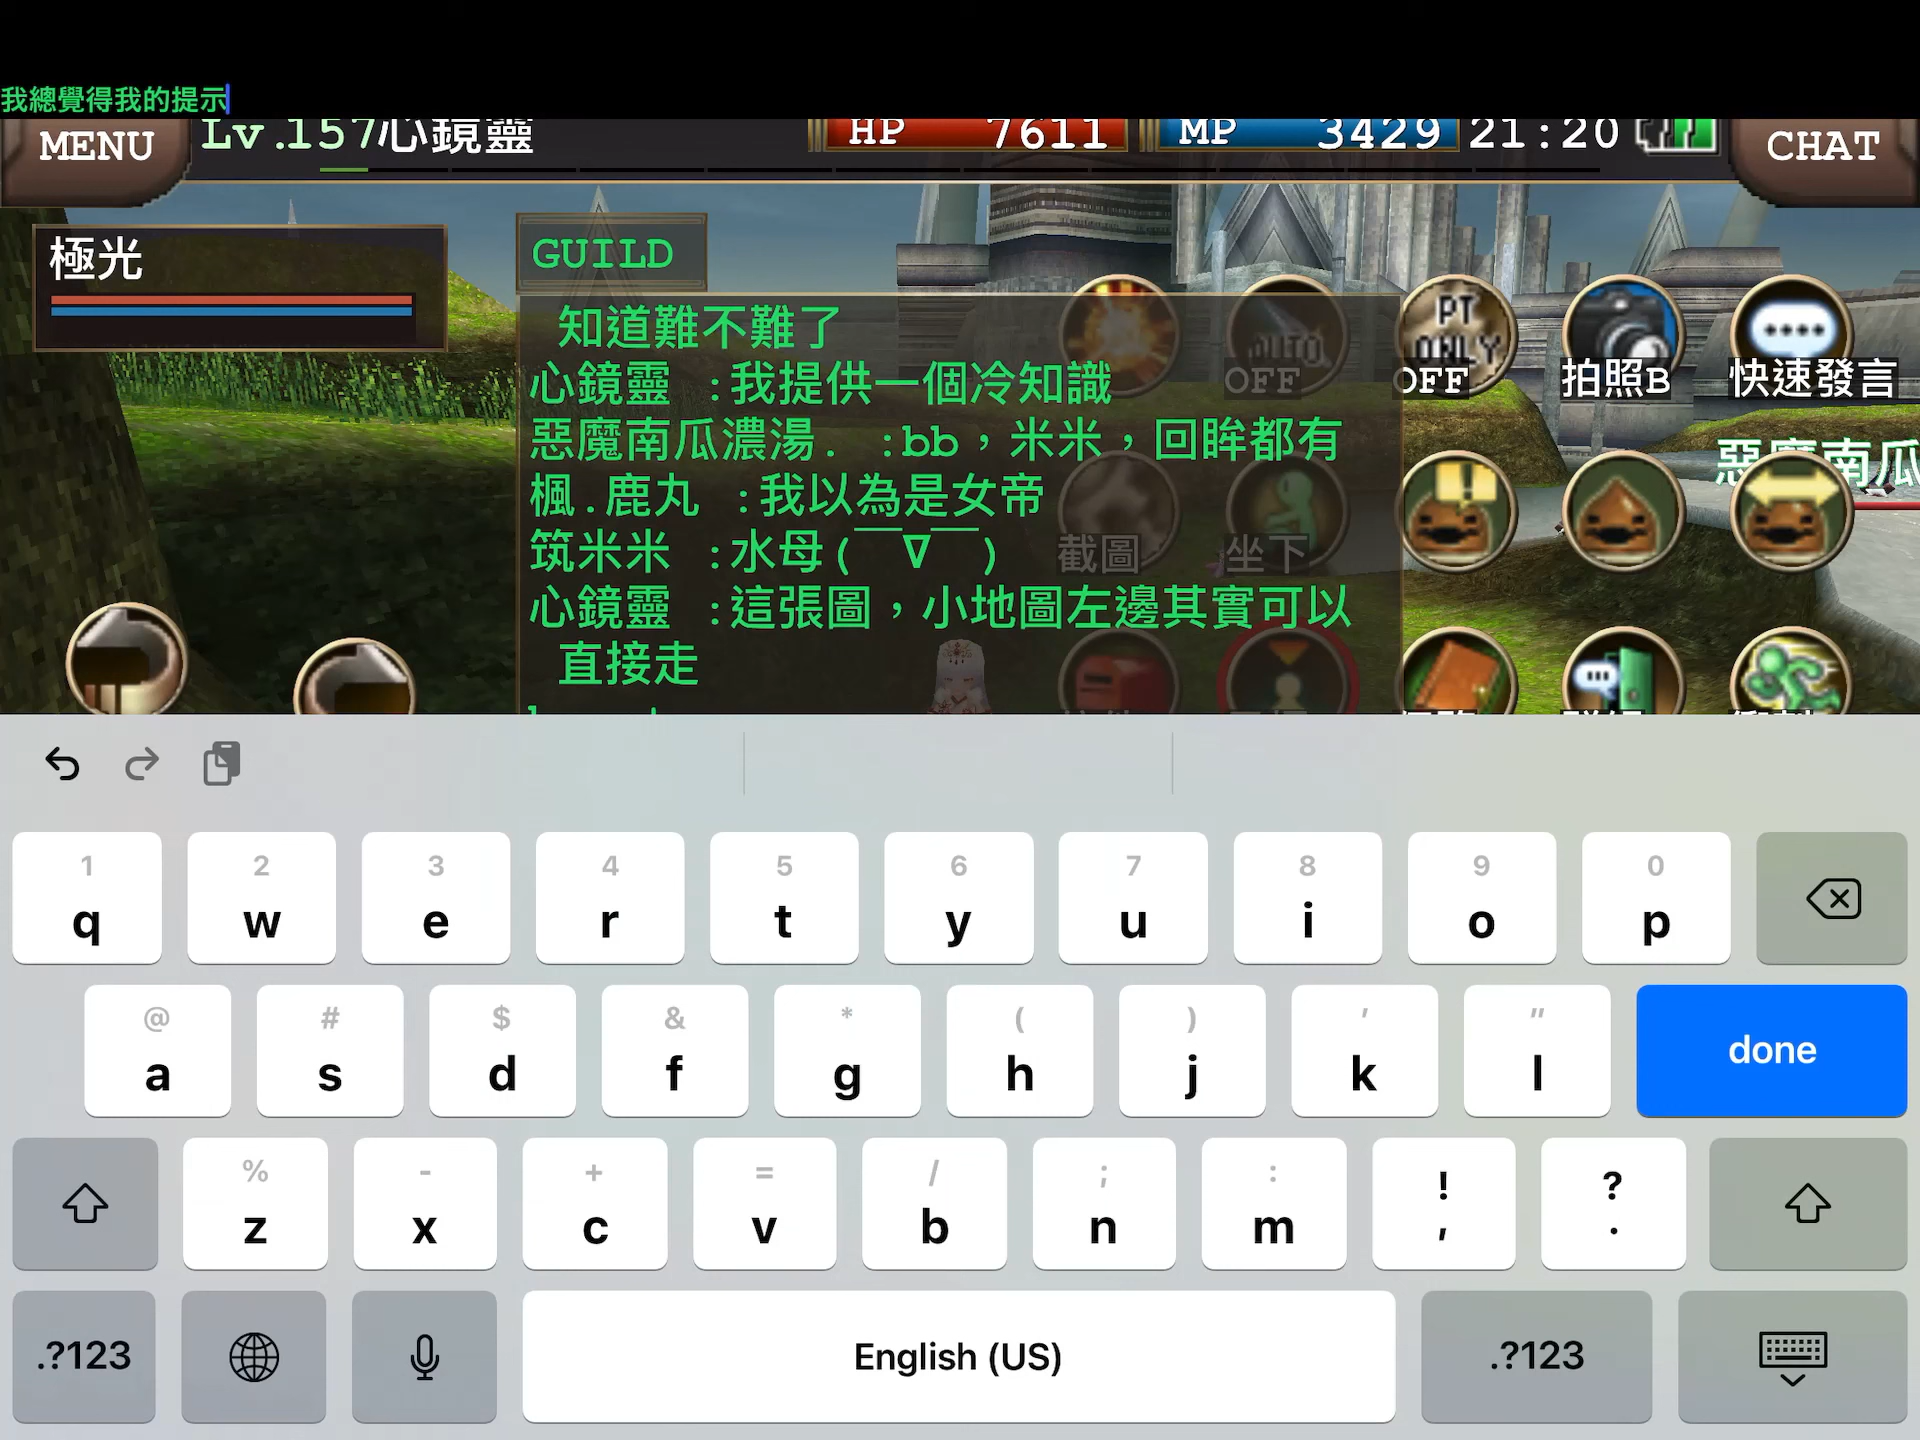 我總覺得我的提示
MENU
Lv.157心鏡靈
HP 7611
MP 3429
21:20
CHAT
極光
GUILD
知道難不難了
心鏡靈 :我提供一個冷知識
惡魔南瓜濃湯. :bb，米米，回眸都有
楓.鹿丸 :我以為是女帝
筑米米 :水母(￣∇￣)
心鏡靈 :這張圖，小地圖左邊其實可以
直接走
AUTO
OFF
PT
ONLY
OFF
拍照B
快速發言
惡魔南瓜
截圖
坐下
1 2 3 4 5 6 7 8 9 0
q w e r t y u i o p
@ # $ & * ( ) ' "
a s d f g h j k l
done
% - + = / ; : ! ?
z x c v b n m , .
.?123
English (US)
.?123